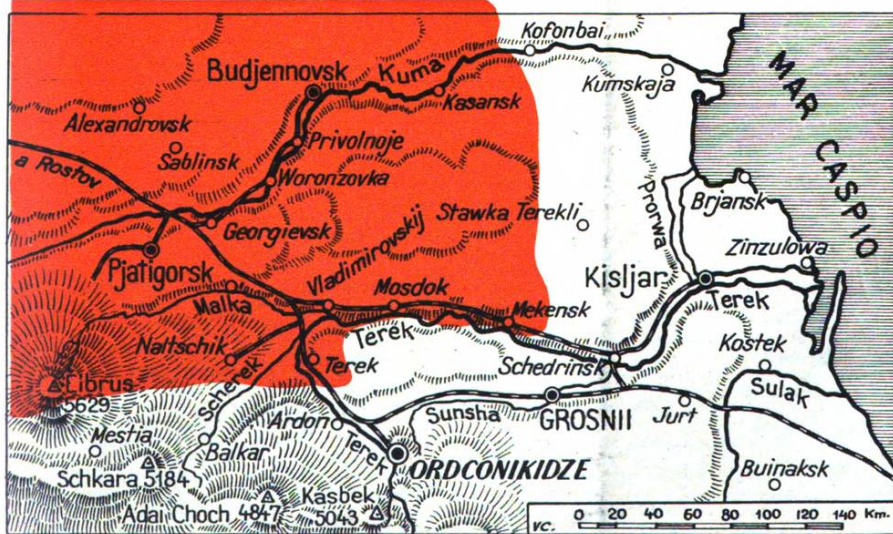 Kofonbai
Budjennovsk
Kuma
Kumskaja
MAR CASPIO
Alexandrovsk
Kasansk
Privolnoje
Sablinsk
a Rostov
Woronzovka
Prorwa
Brjansk
Stawka Terekli
Georgievsk
Zinzulowa
Pjatigorsk
Vladimirovskij
Kisljar
Malka
Mosdok
Mekensk
Terek
Terek
Naltschik
Terek
Schedrinsk
Kostek
Elbrus
5629
Scherek
Sulak
Sunsha
GROSNII
Jurt
Ardon
Terek
Mestia
Balkar
ORDCONIKIDZE
Schkara 5184
Buinaksk
Adai Choch 4847
Kasbek
5043
vc.
0 20 40 60 80 100 120 140 Km.